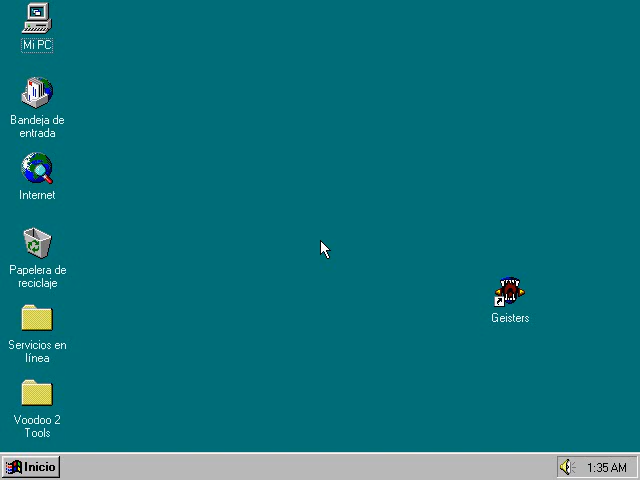 Mi PC
Bandeja de
entrada
Internet
Papelera de
reciclaje
Servicios en
línea
Voodoo 2
Tools
Geisters
Inicio
1:35 AM